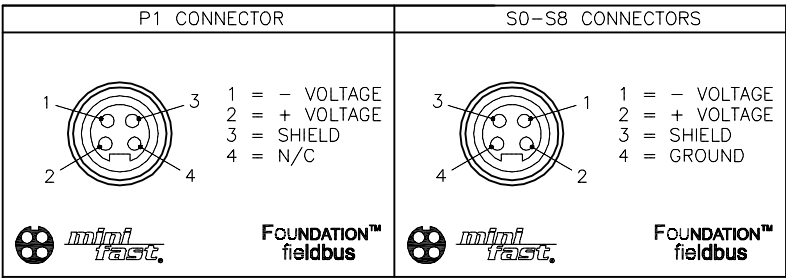 P1 CONNECTOR
1
3
2
4
1 = - VOLTAGE
2 = + VOLTAGE
3 = SHIELD
4 = N/C
mini
fast.
FOUNDATION™
fieldbus
S0-S8 CONNECTORS
3
1
4
2
1 = - VOLTAGE
2 = + VOLTAGE
3 = SHIELD
4 = GROUND
mini
fast.
FOUNDATION™
fieldbus